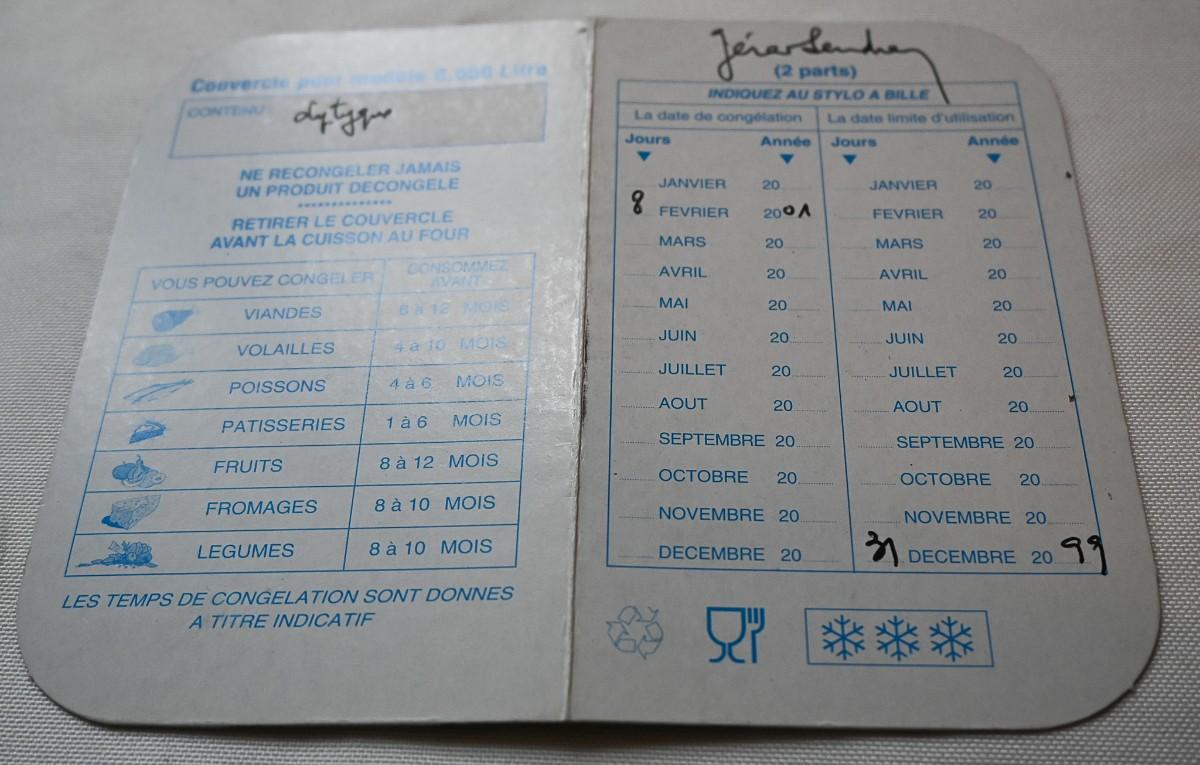 Couvercle pour modèle 0.500 Litre
CONTENU :
NE RECONGELER JAMAIS
UN PRODUIT DECONGELE
RETIRER LE COUVERCLE
AVANT LA CUISSON AU FOUR
VOUS POUVEZ CONGELER CONSOMMEZ AVANT
VIANDES 6 à 12 MOIS
VOLAILLES 4 à 10 MOIS
POISSONS 4 à 6 MOIS
PATISSERIES 1 à 6 MOIS
FRUITS 8 à 12 MOIS
FROMAGES 8 à 10 MOIS
LEGUMES 8 à 10 MOIS
LES TEMPS DE CONGELATION SONT DONNES
A TITRE INDICATIF
(2 parts)
INDIQUEZ AU STYLO A BILLE
La date de congélation La date limite d'utilisation
Jours Année Jours Année
JANVIER 20 JANVIER 20
8 FEVRIER 2001 FEVRIER 20
MARS 20 MARS 20
AVRIL 20 AVRIL 20
MAI 20 MAI 20
JUIN 20 JUIN 20
JUILLET 20 JUILLET 20
AOUT 20 AOUT 20
SEPTEMBRE 20 SEPTEMBRE 20
OCTOBRE 20 OCTOBRE 20
NOVEMBRE 20 NOVEMBRE 20
DECEMBRE 20 31 DECEMBRE 20 99